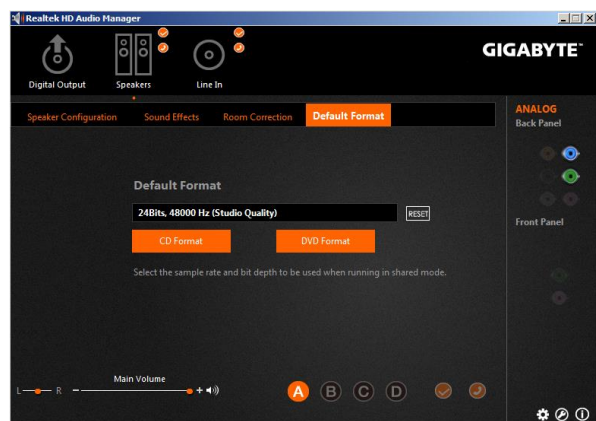 Realtek HD Audio Manager
GIGABYTE™
Digital Output
Speakers
Line In
Speaker Configuration
Sound Effects
Room Correction
Default Format
ANALOG
Back Panel
Default Format
24Bits, 48000 Hz (Studio Quality)
RESET
CD Format
DVD Format
Select the sample rate and bit depth to be used when running in shared mode.
Front Panel
Main Volume
L
R
A
B
C
D